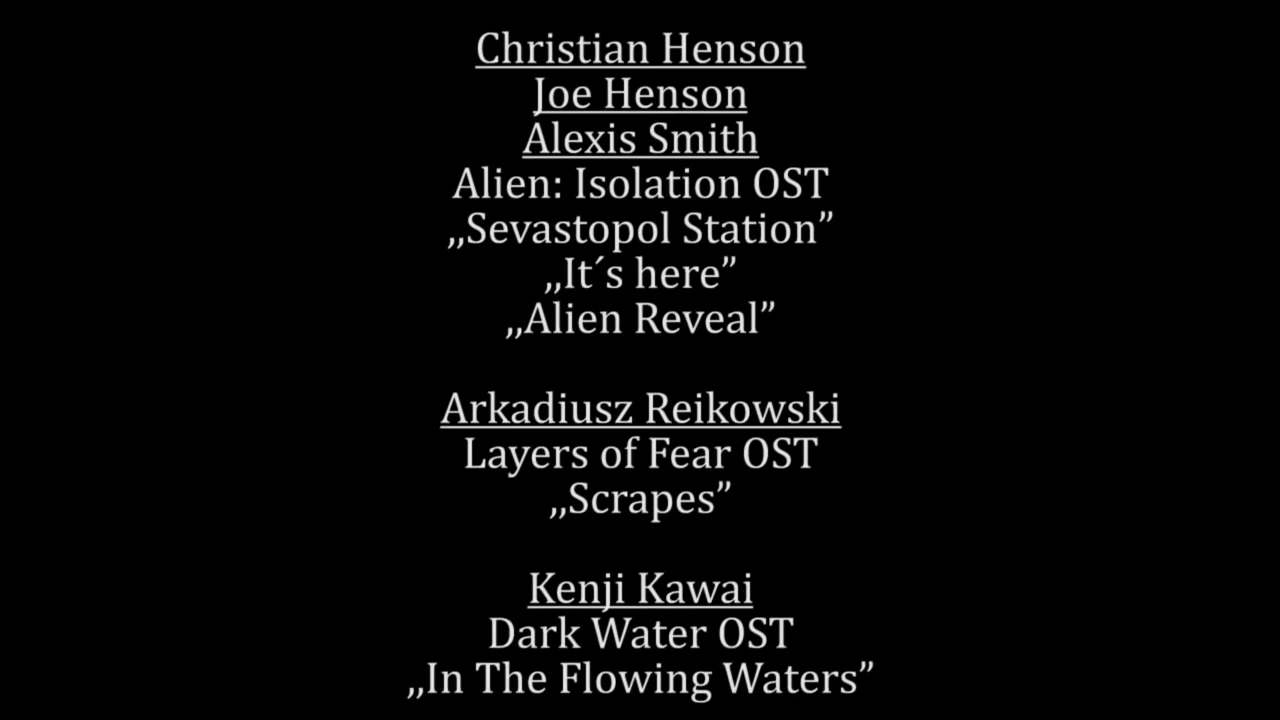 Christian Henson
Joe Henson
Alexis Smith
Alien: Isolation OST
,,Sevastopol Station”
,,It´s here”
,,Alien Reveal”
Arkadiusz Reikowski
Layers of Fear OST
,,Scrapes”
Kenji Kawai
Dark Water OST
,,In The Flowing Waters”